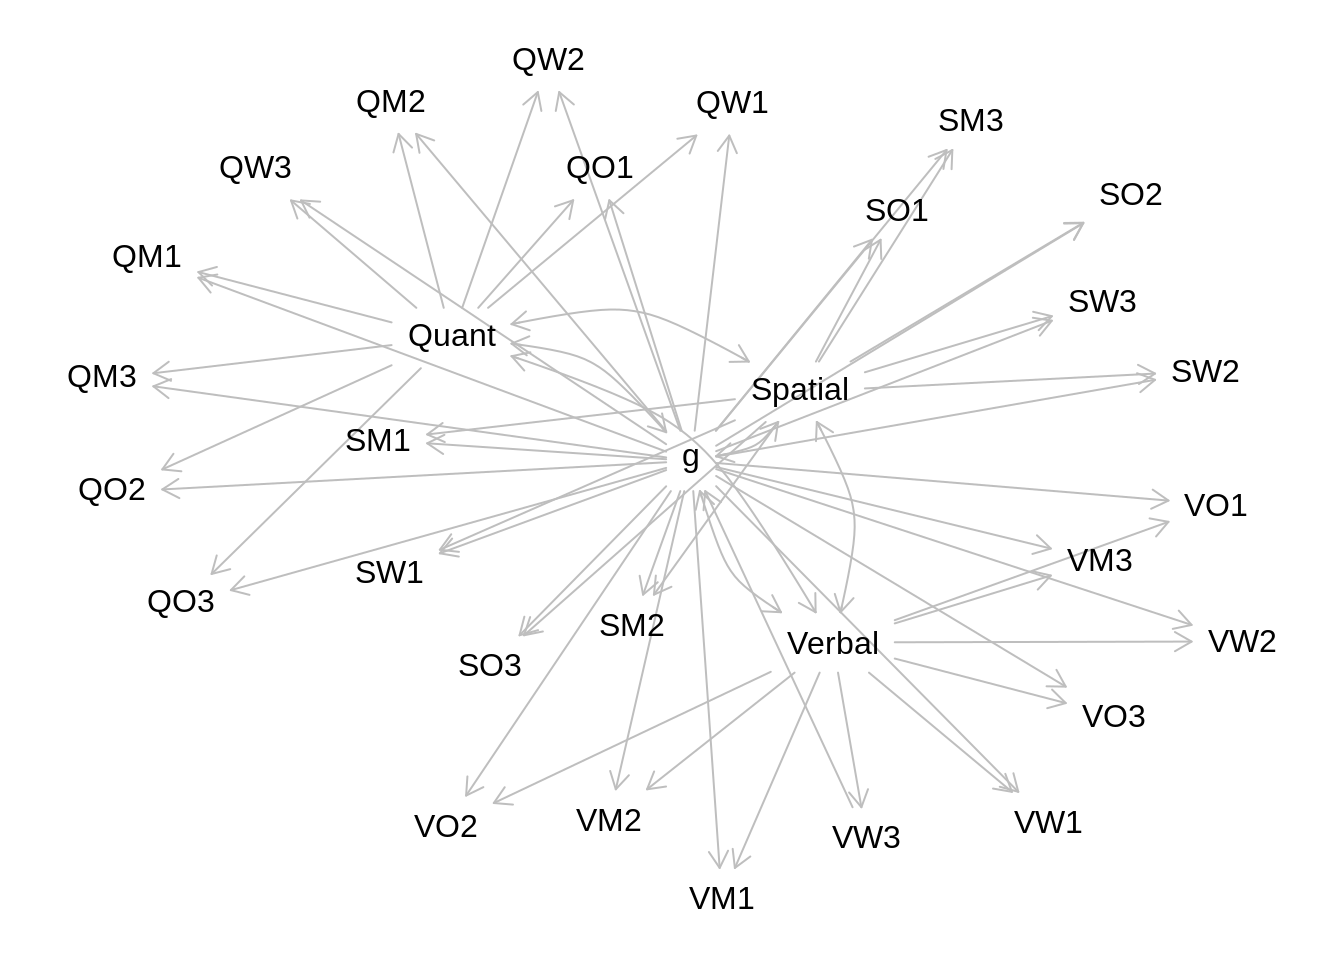 QW2
QM2
QW1
SM3
QW3
QO1
SO2
SO1
QM1
SW3
Quant
QM3
SW2
Spatial
SM1
g
QO2
VO1
SW1
VM3
QO3
SM2
Verbal
VW2
SO3
VO3
VO2
VM2
VW1
VW3
VM1